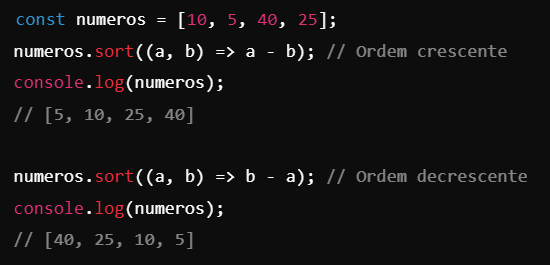 const numeros = [10, 5, 40, 25];
numeros.sort((a, b) => a - b); // Ordem crescente
console.log(numeros);
// [5, 10, 25, 40]
numeros.sort((a, b) => b - a); // Ordem decrescente
console.log(numeros);
// [40, 25, 10, 5]